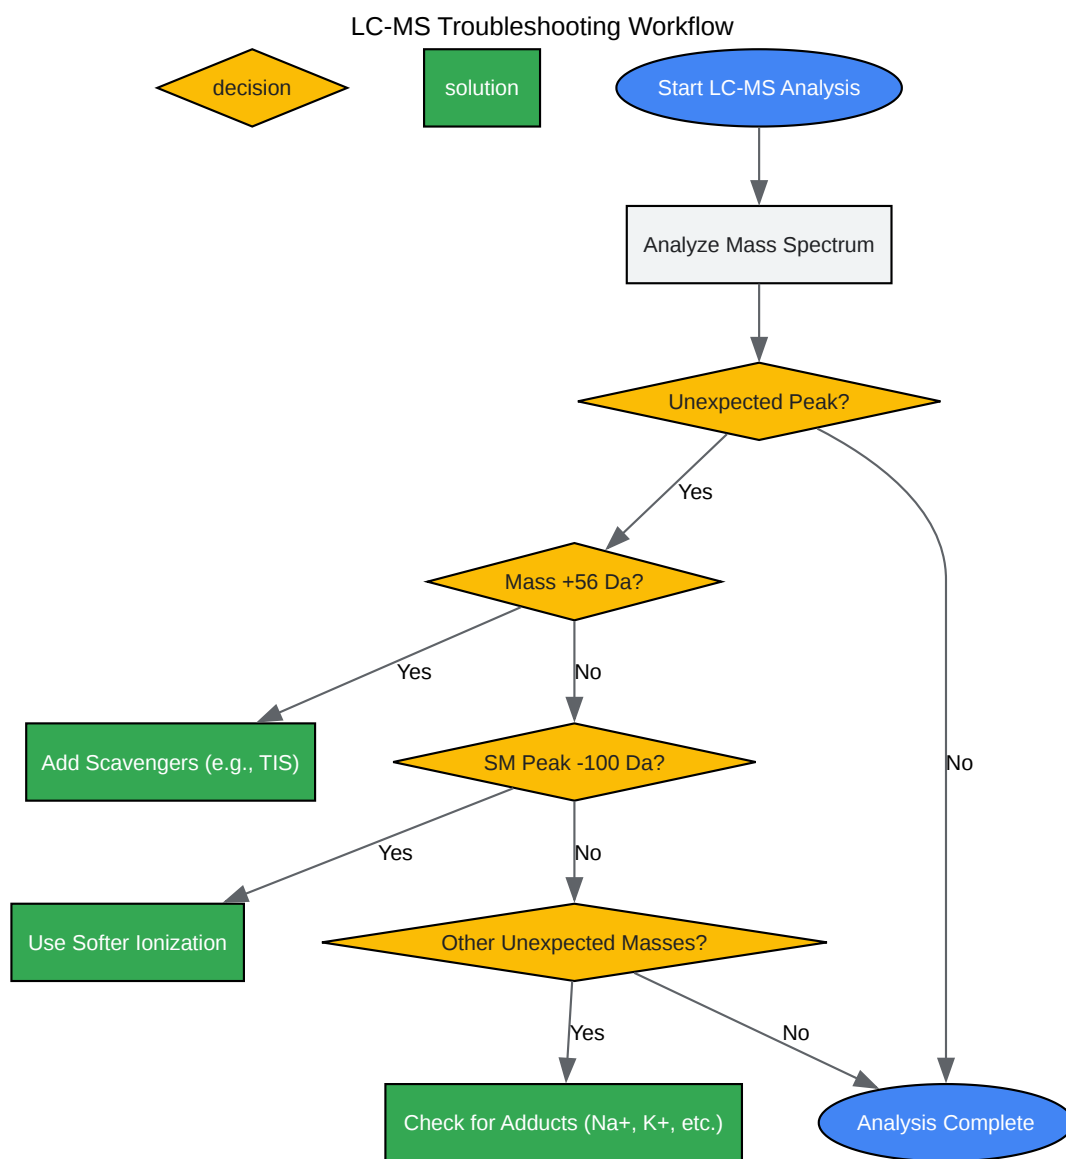 LC-MS Troubleshooting Workflow
decision
solution
Start LC-MS Analysis
Analyze Mass Spectrum
Unexpected Peak?
Yes
Mass +56 Da?
Yes
No
Add Scavengers (e.g., TIS)
SM Peak -100 Da?
No
Yes
No
Use Softer Ionization
Other Unexpected Masses?
Yes
No
Check for Adducts (Na+, K+, etc.)
Analysis Complete